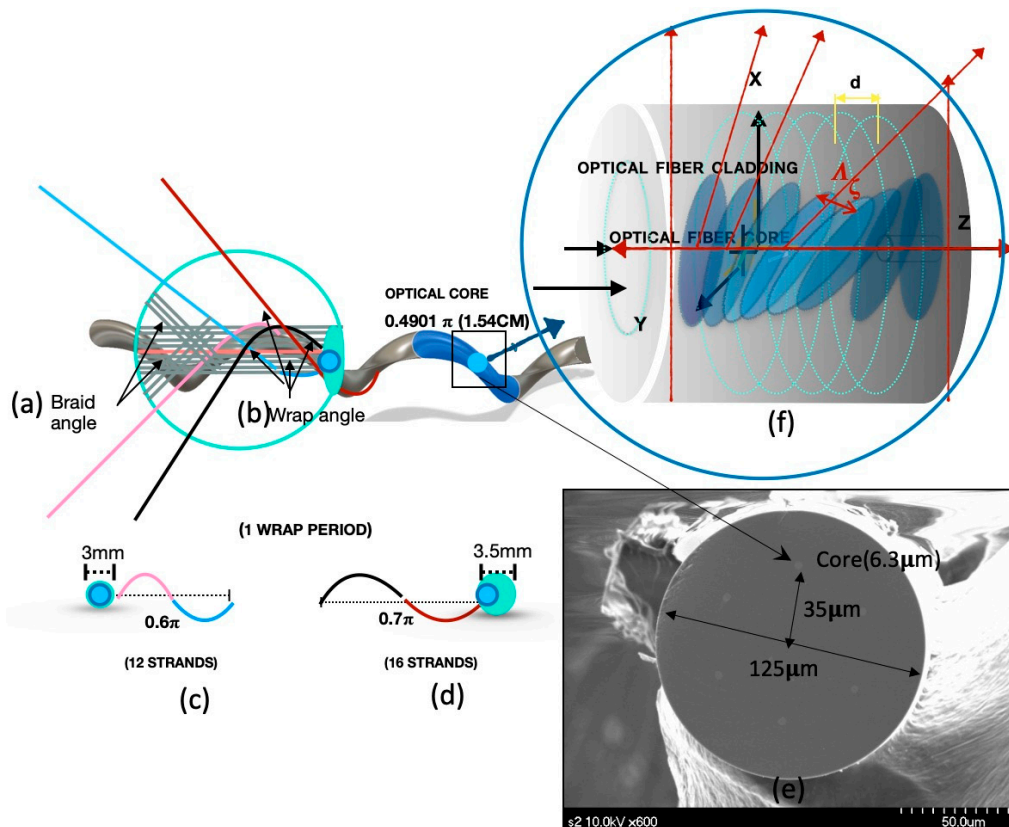 X
d
OPTICAL FIBER CLADDING
Λζ
OPTICAL FIBER CORE
Z
Y
(f)
OPTICAL CORE
0.4901 π (1.54CM)
(a)
Braid
angle
(b)
Wrap angle
(1 WRAP PERIOD)
3mm
0.6π
(12 STRANDS)
(c)
3.5mm
0.7π
(16 STRANDS)
(d)
Core(6.3μm)
35μm
125μm
(e)
s2 10.0kV x600
50.0um